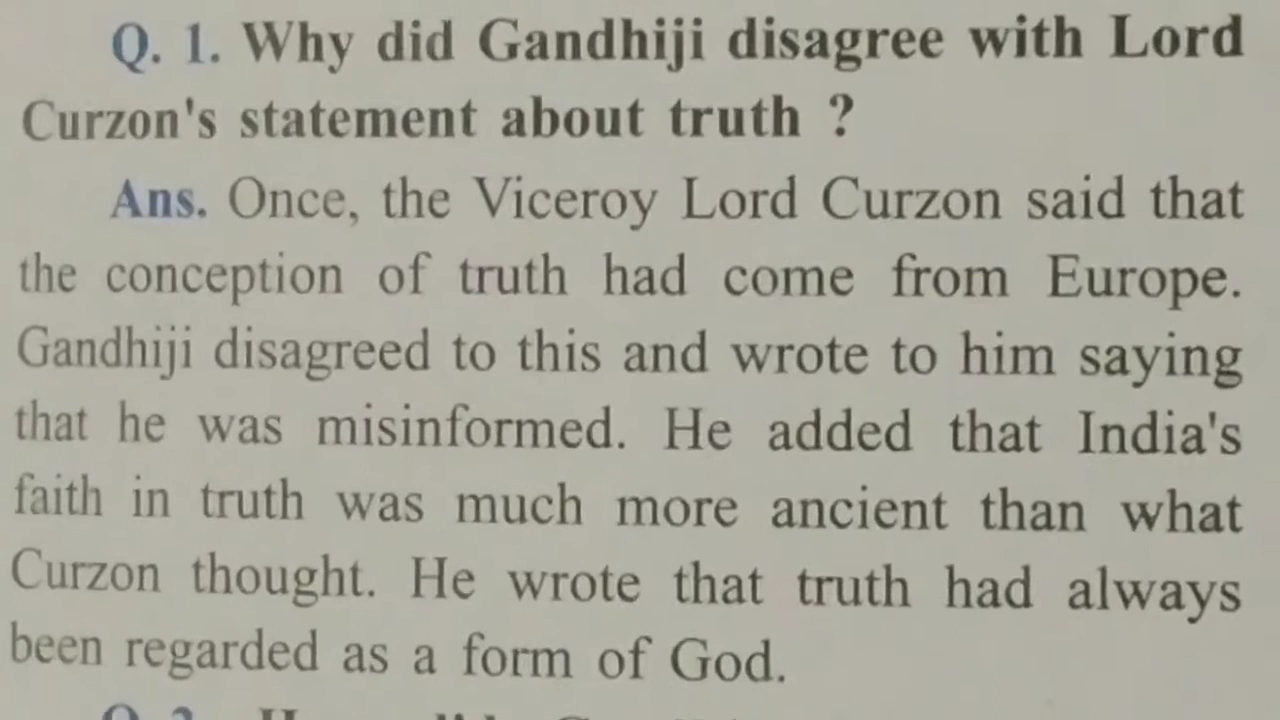 Q. 1. Why did Gandhiji disagree with Lord
Curzon's statement about truth ?
Ans. Once, the Viceroy Lord Curzon said that
the conception of truth had come from Europe.
Gandhiji disagreed to this and wrote to him saying
that he was misinformed. He added that India's
faith in truth was much more ancient than what
Curzon thought. He wrote that truth had always
been regarded as a form of God.